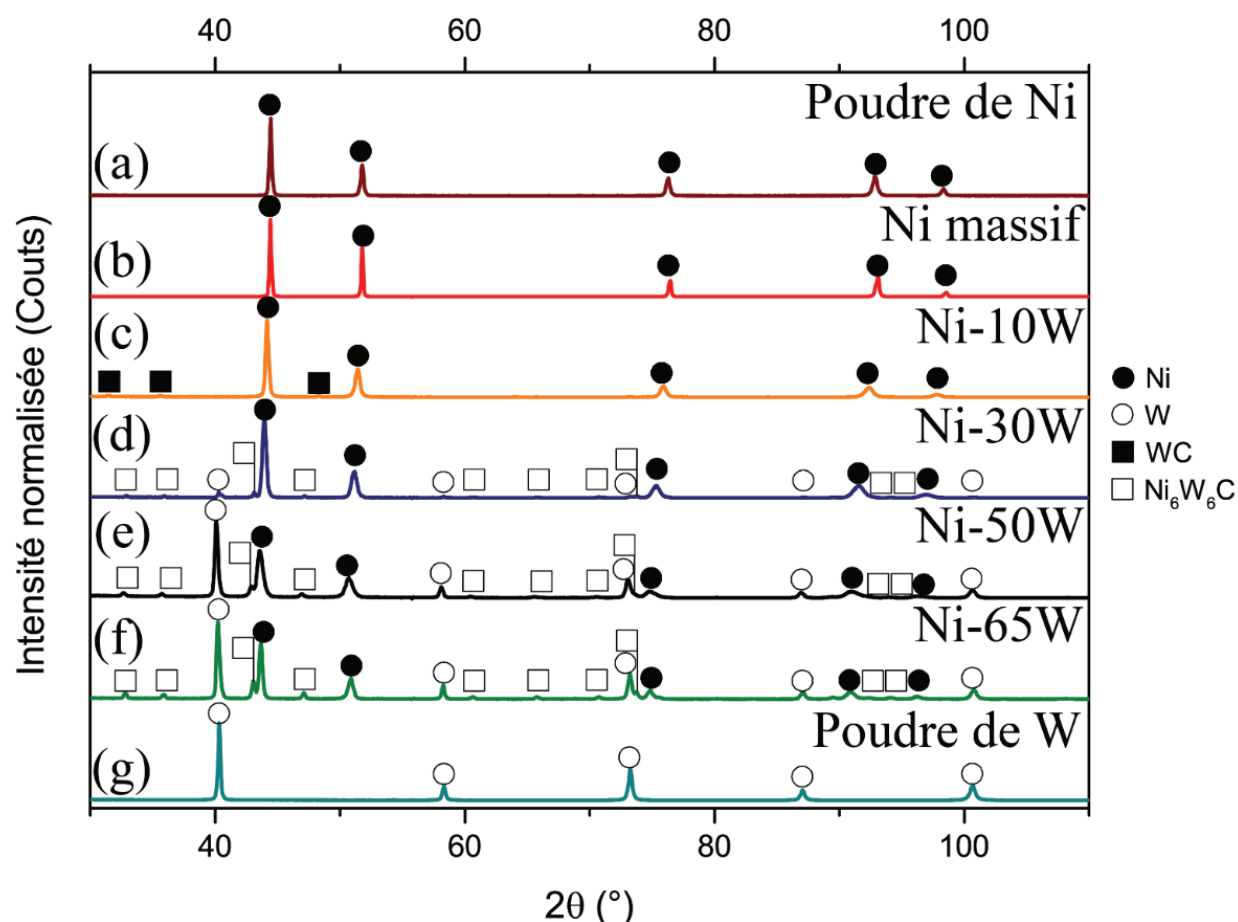 40 60 80 100
Poudre de Ni
(a)
Ni massif
(b)
Ni-10W
(c)
Ni-30W
(d)
Ni-50W
(e)
Ni-65W
(f)
Poudre de W
(g)
Intensité normalisée (Couts)
Ni
W
WC
Ni₆W₆C
40 60 80 100
2θ (°)